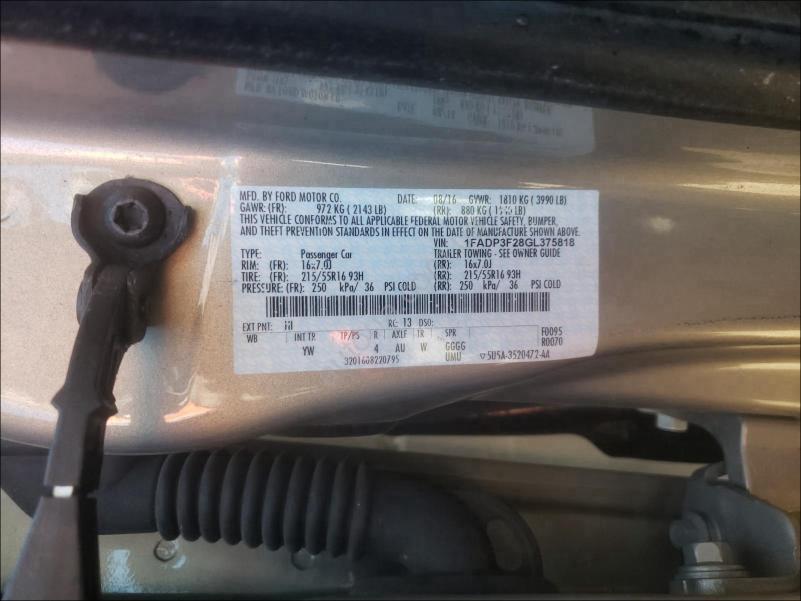 MFD. BY FORD MOTOR CO. DATE: 08/16 GVWR: 1810 KG ( 3990 LB)
GAWR: (FR): 972 KG ( 2143 LB) (RR): 880 KG ( LB)
THIS VEHICLE CONFORMS TO ALL APPLICABLE FEDERAL MOTOR VEHICLE SAFETY, BUMPER,
AND THEFT PREVENTION STANDARDS IN EFFECT ON THE DATE OF MANUFACTURE SHOWN ABOVE.
VIN: 1FADP3F28GL375818
TYPE: Passenger Car TRAILER TOWING - SEE OWNER GUIDE
RIM: (FR): 16x7.0J (RR): 16x7.0J
TIRE: (FR): 215/55R16 93H (RR): 215/55R16 93H
PRESSURE: (FR): 250 kPa/ 36 PSI COLD (RR): 250 kPa/ 36 PSI COLD
EXT PNT: RC: 13 DSO:
WB INT TR TP/PS R AXLE TR SPR F0095
YW 4 AU W GGGG R0070
3201608220795 UMU 5U5A-3520472-AA